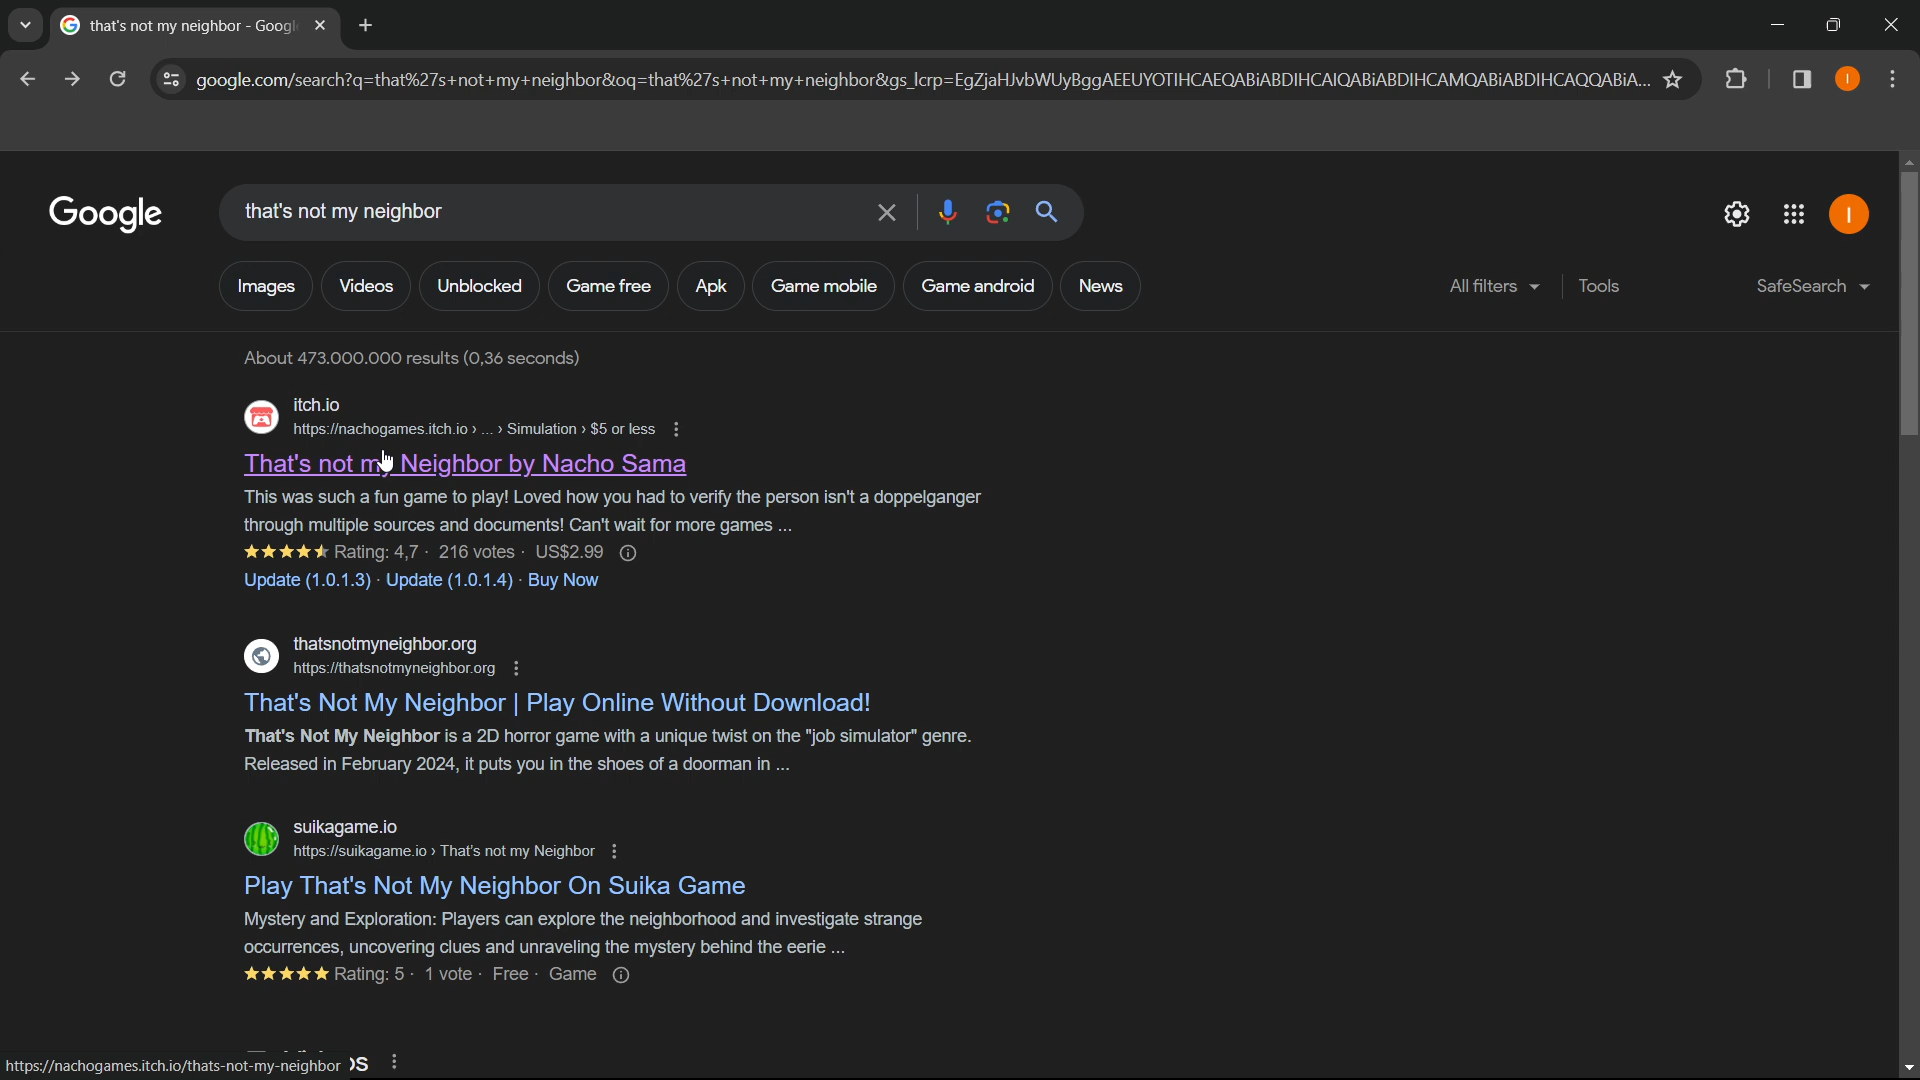 that's not my neighbor - Googl
google.com/search?q=that%27s+not+my+neighbor&oq=that%27s+not+my+neighbor&gs_lcrp=EgZjaHJvbWUyBggAEEUYOTIHCAEQABiABDIHCAIQABiABDIHCAMQABiABDIHCAQQABiA...
I
Google
that's not my neighbor
I
Images
Videos
Unblocked
Game free
Apk
Game mobile
Game android
News
All filters
Tools
SafeSearch
About 473.000.000 results (0,36 seconds)
itch.io
https://nachogames.itch.io › ... › Simulation › $5 or less
That's not my Neighbor by Nacho Sama
This was such a fun game to play! Loved how you had to verify the person isn't a doppelganger
through multiple sources and documents! Can't wait for more games ...
Rating: 4,7 · 216 votes · US$2.99
Update (1.0.1.3) · Update (1.0.1.4) · Buy Now
thatsnotmyneighbor.org
https://thatsnotmyneighbor.org
That's Not My Neighbor | Play Online Without Download!
That's Not My Neighbor is a 2D horror game with a unique twist on the "job simulator" genre.
Released in February 2024, it puts you in the shoes of a doorman in ...
suikagame.io
https://suikagame.io › That's not my Neighbor
Play That's Not My Neighbor On Suika Game
Mystery and Exploration: Players can explore the neighborhood and investigate strange
occurrences, uncovering clues and unraveling the mystery behind the eerie ...
Rating: 5 · 1 vote · Free · Game
https://nachogames.itch.io/thats-not-my-neighbor